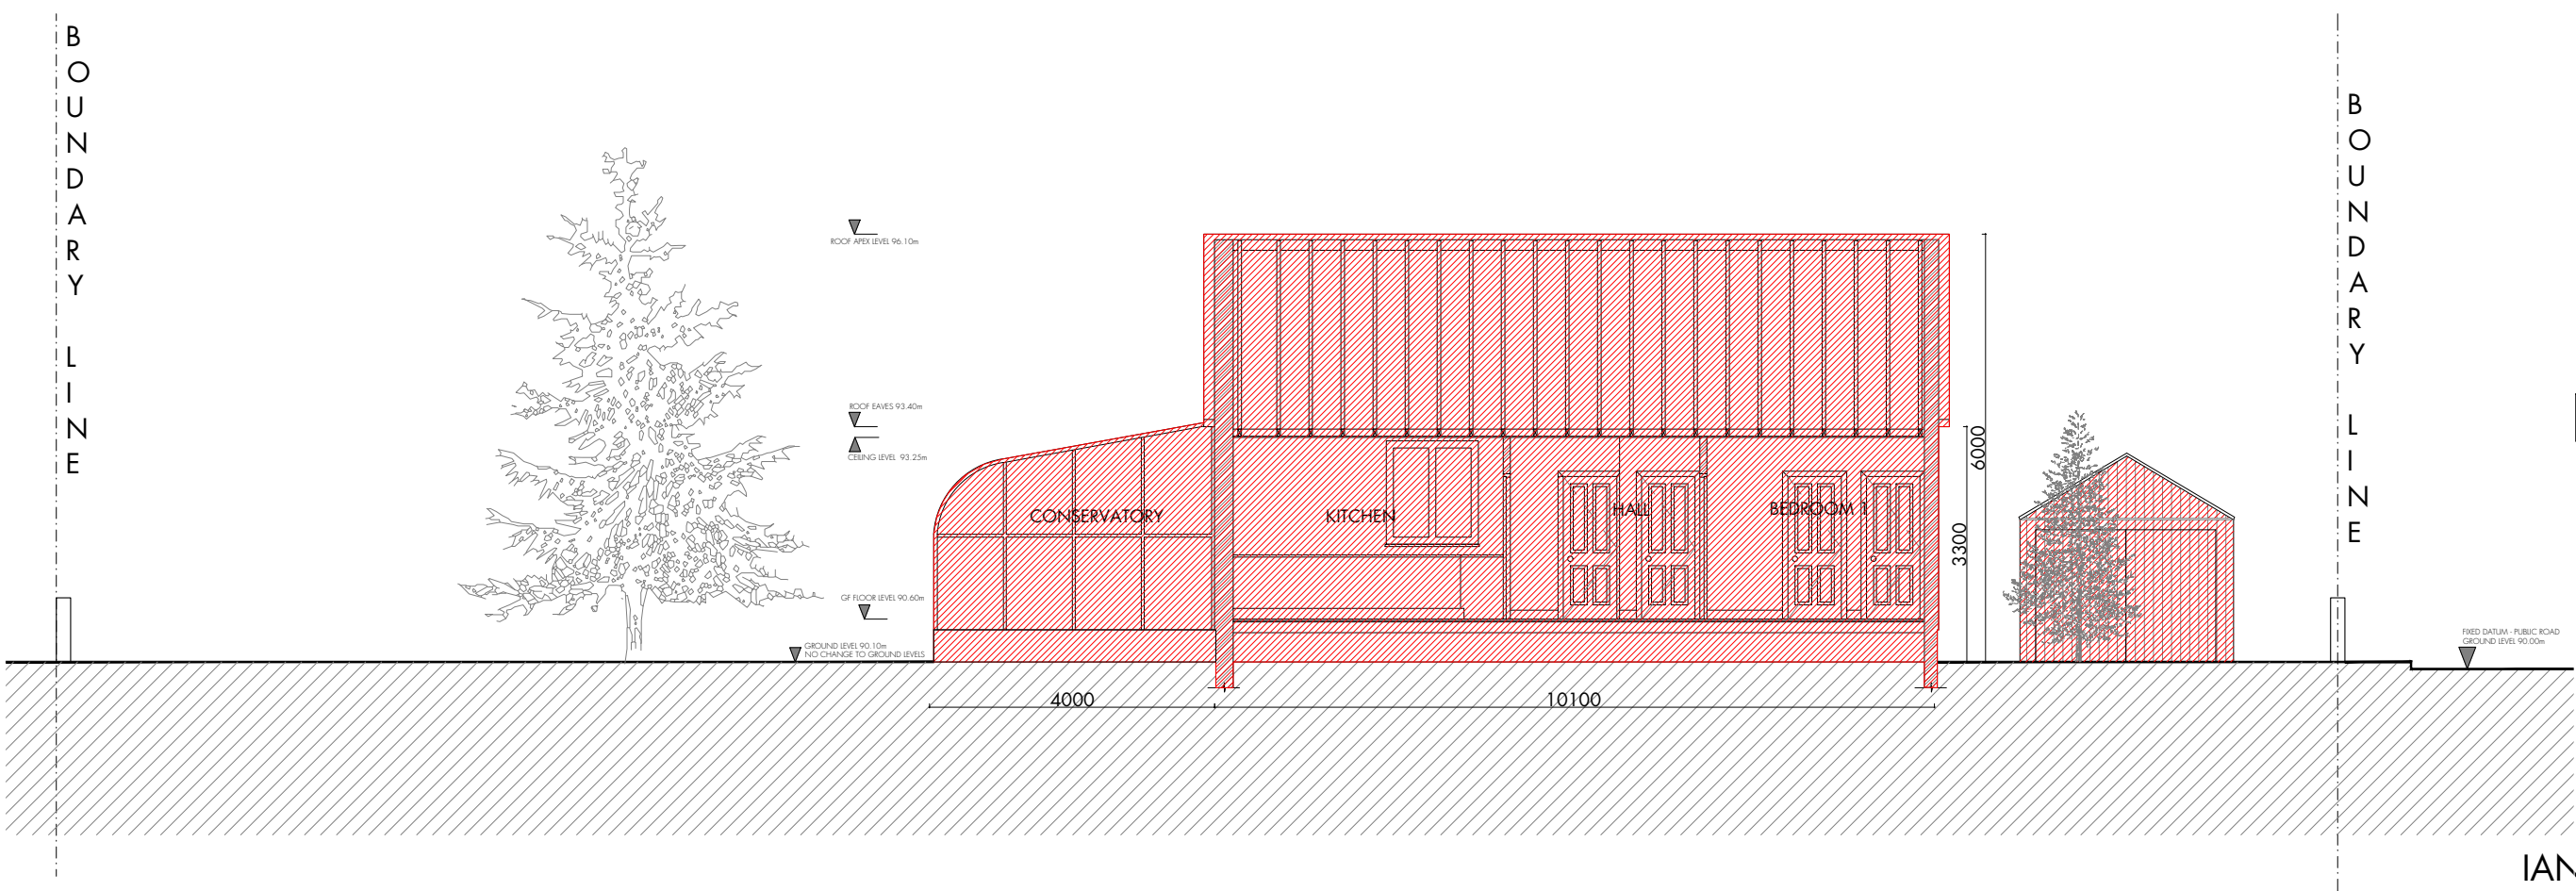 BOUNDARY LINE
BOUNDARY LINE
ROOF APEX LEVEL 96.10m
ROOF EAVES 93.40m
CEILING LEVEL 93.25m
GF FLOOR LEVEL 90.60m
GROUND LEVEL 90.10m
NO CHANGE TO GROUND LEVELS
CONSERVATORY
KITCHEN
HALL
BEDROOM 1
6000
3300
4000
10100
FIXED DATUM - PUBLIC ROAD
GROUND LEVEL 90.00m
IAN